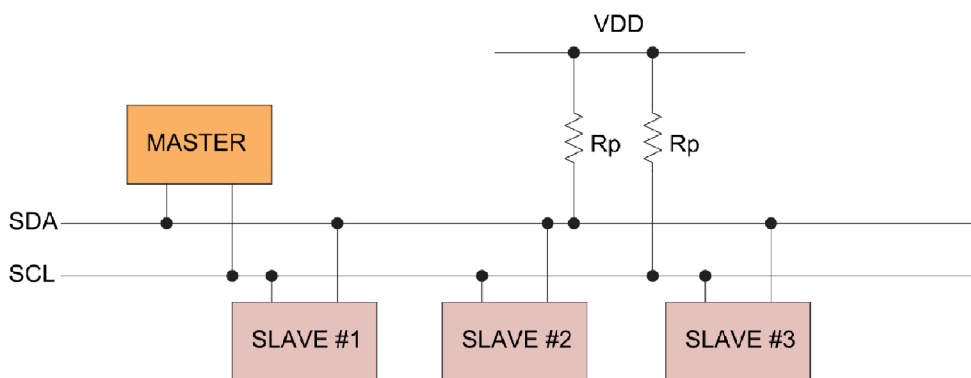 VDD
MASTER
Rp
Rp
SDA
SCL
SLAVE #1
SLAVE #2
SLAVE #3